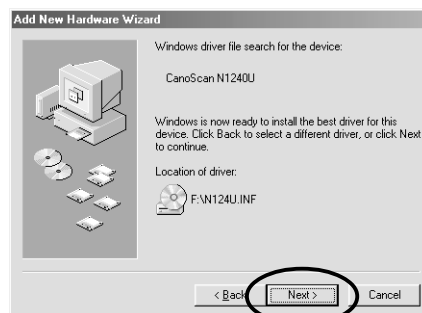 Add New Hardware Wizard
Windows driver file search for the device:
CanoScan N1240U
Windows is now ready to install the best driver for this
device. Click Back to select a different driver, or click Next
to continue.
Location of driver:
F:\N124U.INF
< Back
Next >
Cancel